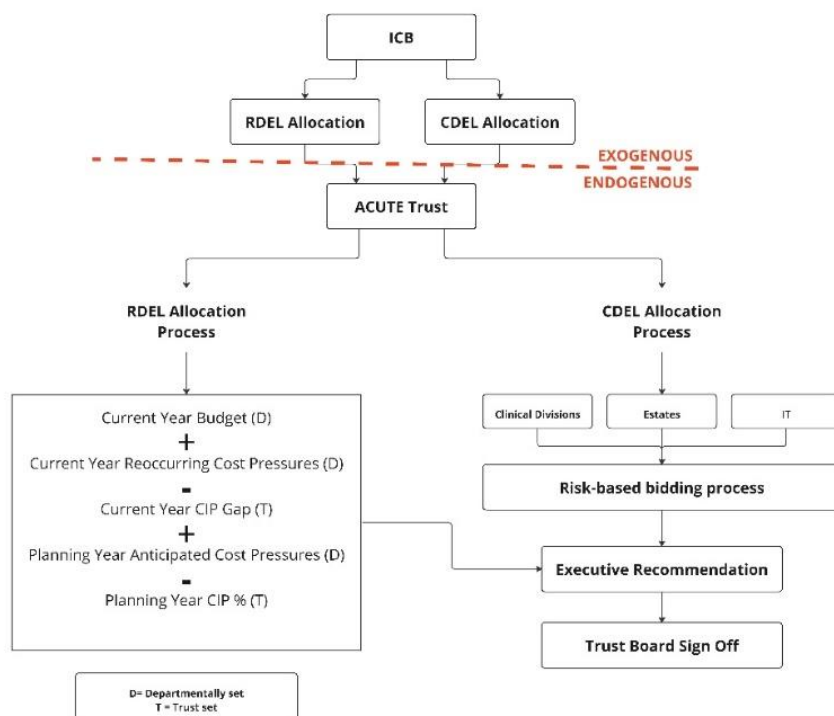 ICB
RDEL Allocation
CDEL Allocation
EXOGENOUS
ENDOGENOUS
ACUTE Trust
RDEL Allocation
Process
CDEL Allocation
Process
Current Year Budget (D)
+
Current Year Reoccurring Cost Pressures (D)
-
Current Year CIP Gap (T)
+
Planning Year Anticipated Cost Pressures (D)
-
Planning Year CIP % (T)
Clinical Divisions
Estates
IT
Risk-based bidding process
Executive Recommendation
Trust Board Sign Off
D= Departmentally set
T = Trust set